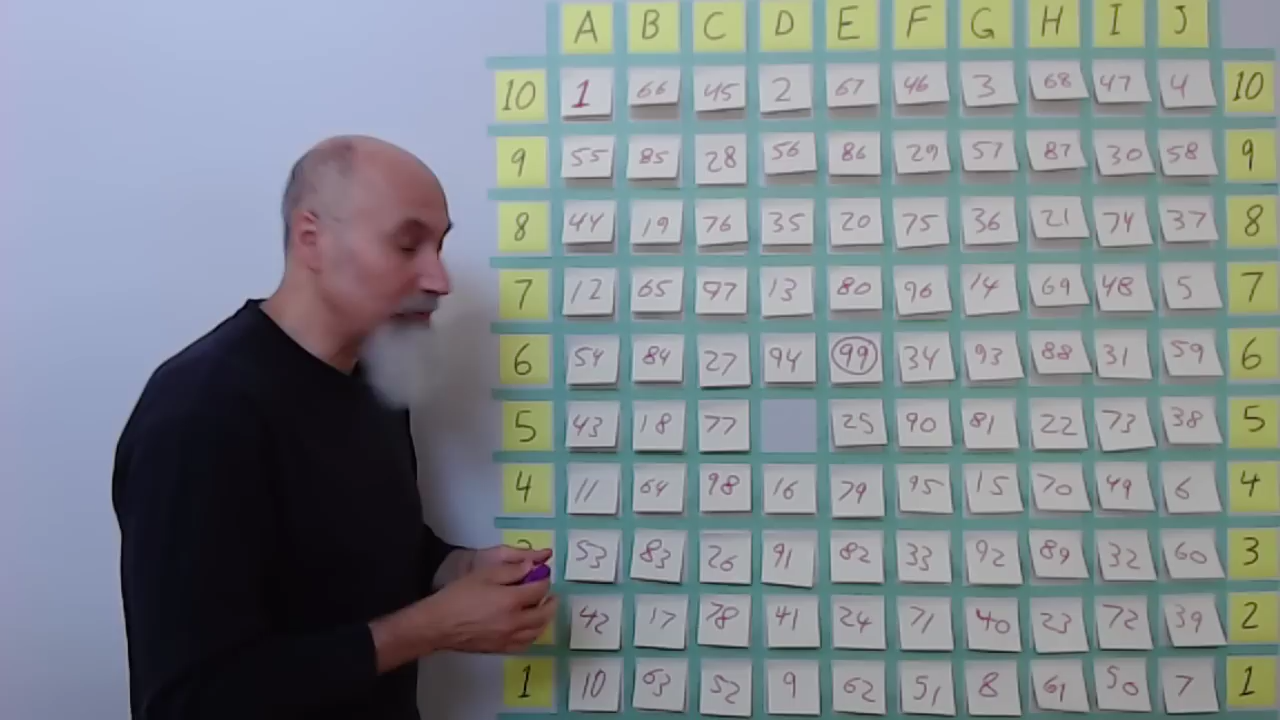 A B C D E F G H I J
10 1 66 45 2 67 46 3 68 47 4 10
9 55 85 28 56 86 29 57 87 30 58 9
8 44 19 76 35 20 75 36 21 74 37 8
7 12 65 97 13 80 96 14 69 48 5 7
6 54 84 27 94 99 34 93 88 31 59 6
5 43 18 77 25 90 81 22 73 38 5
4 11 64 98 16 79 95 15 70 49 6 4
53 83 26 91 82 33 92 89 32 60 3
42 17 78 41 24 71 40 23 72 39 2
1 10 63 52 9 62 51 8 61 50 7 1